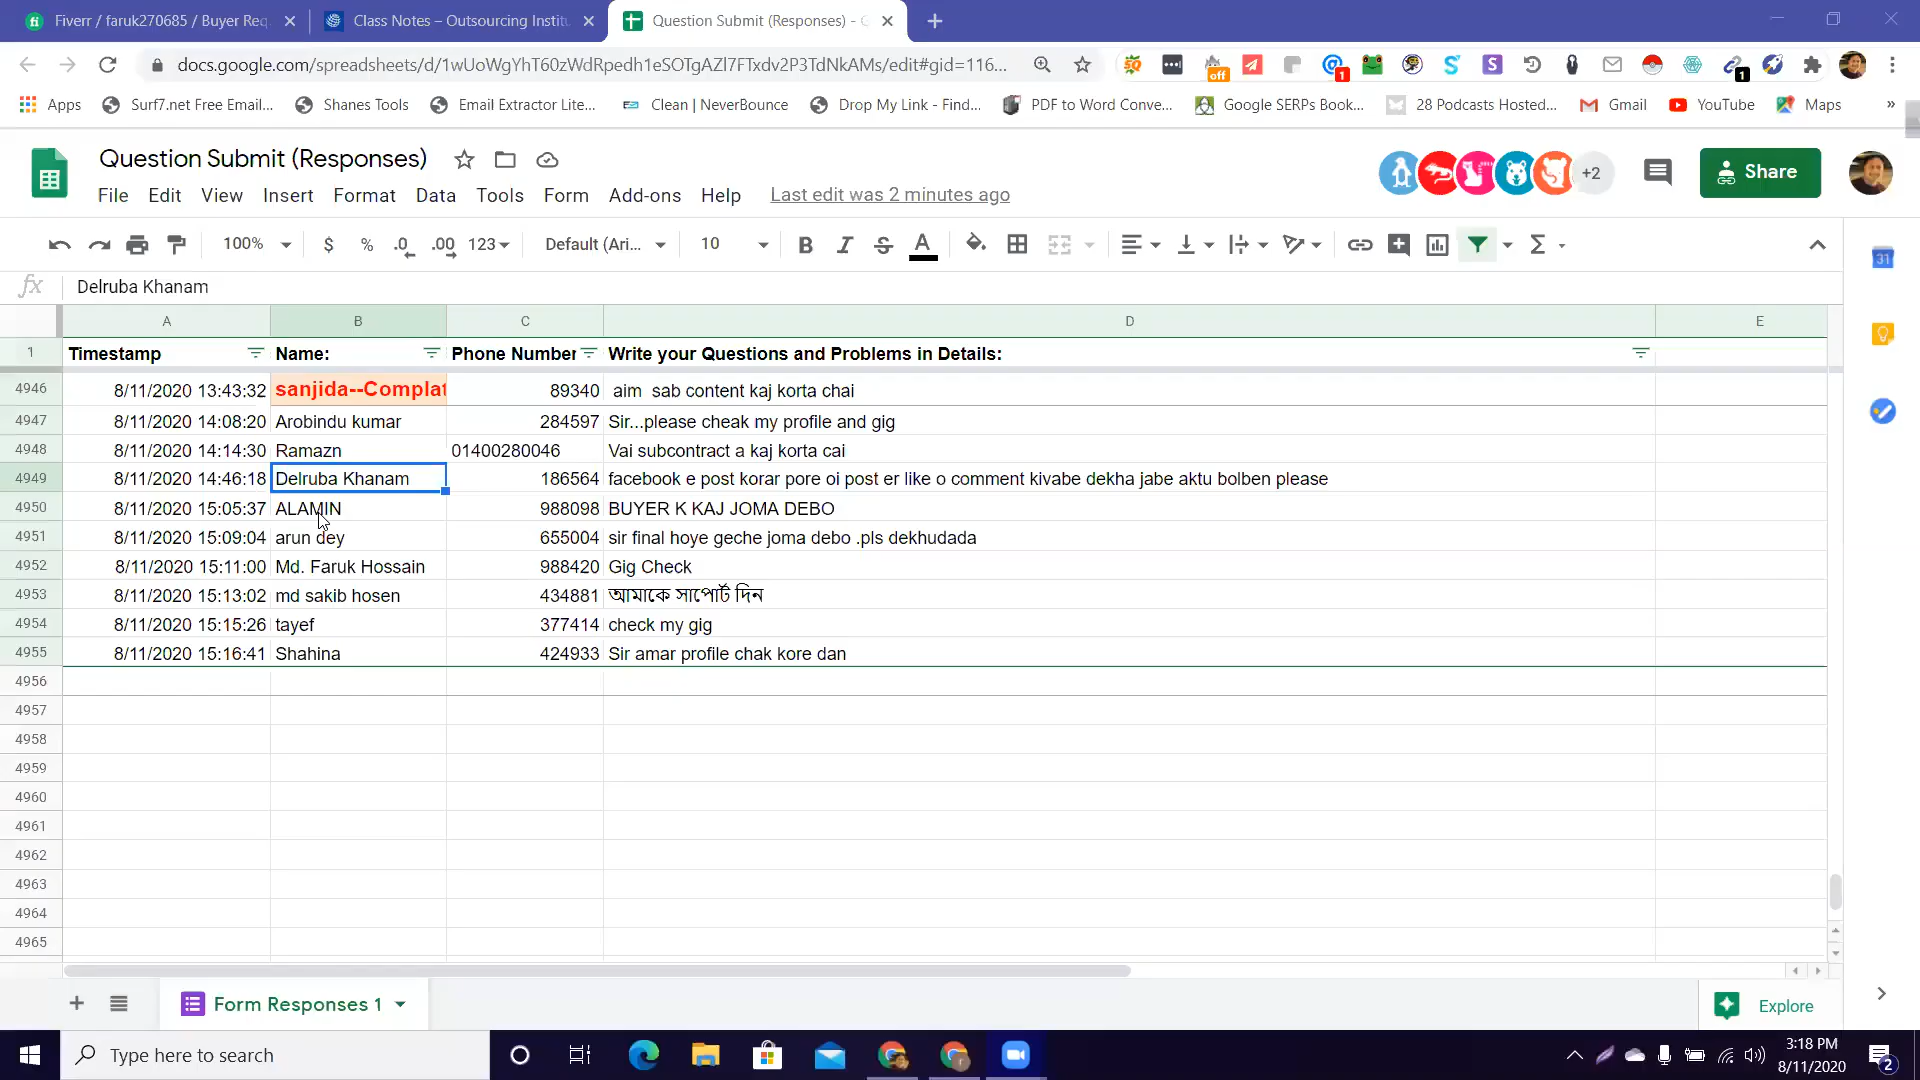 Fiverr / faruk270685 / Buyer Req
Class Notes – Outsourcing Institu
Question Submit (Responses) - G
docs.google.com/spreadsheets/d/1wUoWgYhT60zWdRpedh1eSOTgAZl7FTxdv2P3TdNkAMs/edit#gid=116...
off
1
1
Apps
Surf7.net Free Email...
Shanes Tools
Email Extractor Lite...
Clean | NeverBounce
Drop My Link - Find...
PDF to Word Conve...
Google SERPs Book...
28 Podcasts Hosted...
Gmail
YouTube
Maps
»
Question Submit (Responses)
+2
Share
File Edit View Insert Format Data Tools Form Add-ons Help Last edit was 2 minutes ago
100% $ % .0 .00 123 Default (Ari... 10 B I S A Σ
31
fx Delruba Khanam
A B C D E
1 Timestamp Name: Phone Number Write your Questions and Problems in Details:
4946 8/11/2020 13:43:32 sanjida--Complat 89340 aim sab content kaj korta chai
4947 8/11/2020 14:08:20 Arobindu kumar 284597 Sir...please cheak my profile and gig
4948 8/11/2020 14:14:30 Ramazn 01400280046 Vai subcontract a kaj korta cai
4949 8/11/2020 14:46:18 Delruba Khanam 186564 facebook e post korar pore oi post er like o comment kivabe dekha jabe aktu bolben please
4950 8/11/2020 15:05:37 ALAMIN 988098 BUYER K KAJ JOMA DEBO
4951 8/11/2020 15:09:04 arun dey 655004 sir final hoye geche joma debo .pls dekhudada
4952 8/11/2020 15:11:00 Md. Faruk Hossain 988420 Gig Check
4953 8/11/2020 15:13:02 md sakib hosen 434881 আমাকে সাপোর্ট দিন
4954 8/11/2020 15:15:26 tayef 377414 check my gig
4955 8/11/2020 15:16:41 Shahina 424933 Sir amar profile chak kore dan
4956
4957
4958
4959
4960
4961
4962
4963
4964
4965
Form Responses 1
Explore
Type here to search
3:18 PM
8/11/2020
2